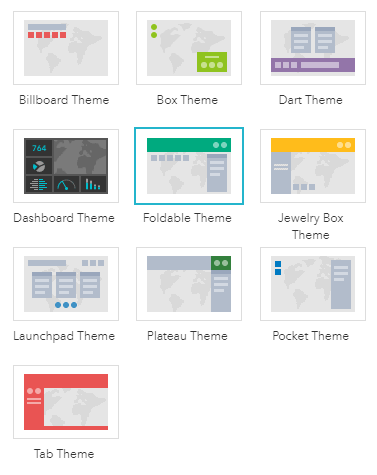 Billboard Theme
Box Theme
Dart Theme
764
Dashboard Theme
Foldable Theme
Jewelry Box
Theme
Launchpad Theme
Plateau Theme
Pocket Theme
Tab Theme